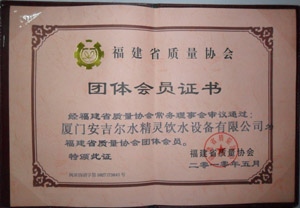 福建省质量协会
团体会员证书
经福建省质量协会常务理事会审议通过：
厦门安吉尔水精灵饮水设备有限公司为
福建省质量协会团体会员。
特颁此证
福建省质量协会
二〇一〇年五月